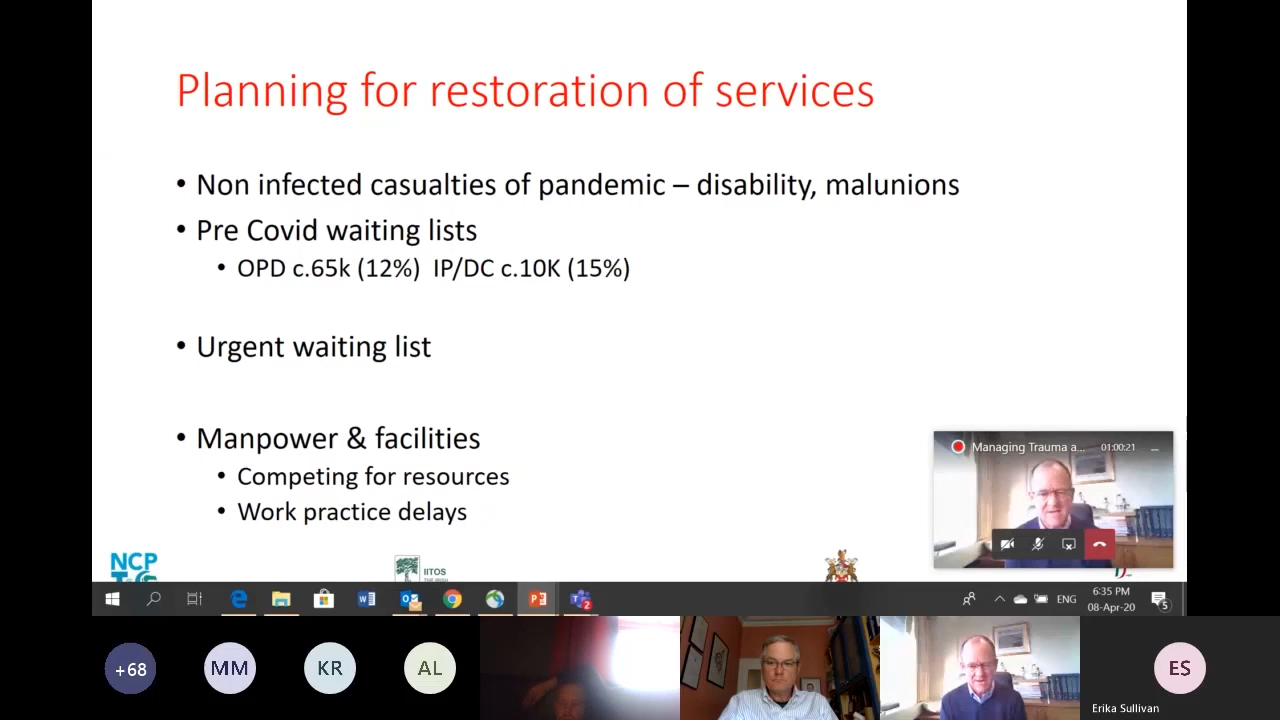 Planning for restoration of services
• Non infected casualties of pandemic – disability, malunions
• Pre Covid waiting lists
• OPD c.65k (12%) IP/DC c.10K (15%)
• Urgent waiting list
• Manpower & facilities
• Competing for resources
• Work practice delays
Managing Trauma a... 01:00:21
NCP
IITOS
ENG
6:35 PM
08-Apr-20
5
2
+68
MM
KR
AL
ES
Erika Sullivan